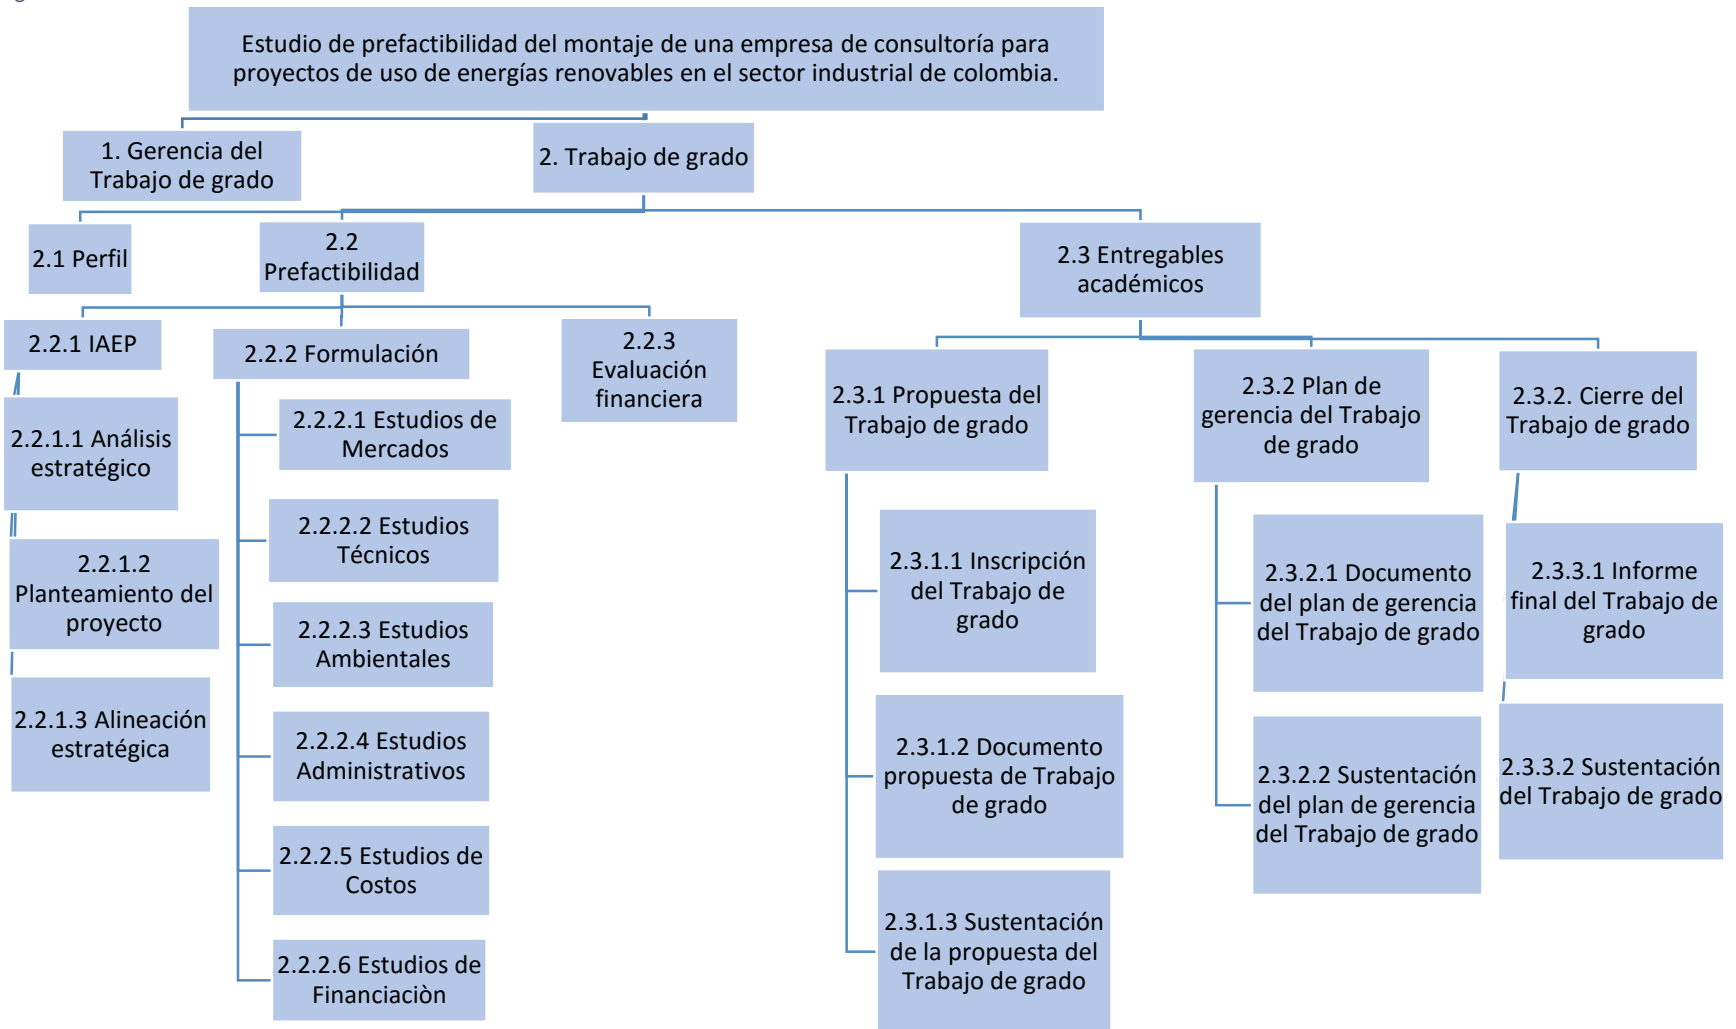 Estudio de prefactibilidad del montaje de una empresa de consultoría para
proyectos de uso de energías renovables en el sector industrial de colombia.
1. Gerencia del
Trabajo de grado
2. Trabajo de grado
2.1 Perfil
2.2
Prefactibilidad
2.3 Entregables
académicos
2.2.1 IAEP
2.2.1.1 Análisis
estratégico
2.2.1.2
Planteamiento del
proyecto
2.2.1.3 Alineación
estratégica
2.2.2 Formulación
2.2.2.1 Estudios de
Mercados
2.2.2.2 Estudios
Técnicos
2.2.2.3 Estudios
Ambientales
2.2.2.4 Estudios
Administrativos
2.2.2.5 Estudios de
Costos
2.2.2.6 Estudios de
Financiaciòn
2.2.3
Evaluación
financiera
2.3.1 Propuesta del
Trabajo de grado
2.3.1.1 Inscripción
del Trabajo de
grado
2.3.1.2 Documento
propuesta de Trabajo
de grado
2.3.1.3 Sustentación
de la propuesta del
Trabajo de grado
2.3.2 Plan de
gerencia del Trabajo
de grado
2.3.2.1 Documento
del plan de gerencia
del Trabajo de grado
2.3.2.2 Sustentación
del plan de gerencia
del Trabajo de grado
2.3.2. Cierre del
Trabajo de grado
2.3.3.1 Informe
final del Trabajo de
grado
2.3.3.2 Sustentación
del Trabajo de grado